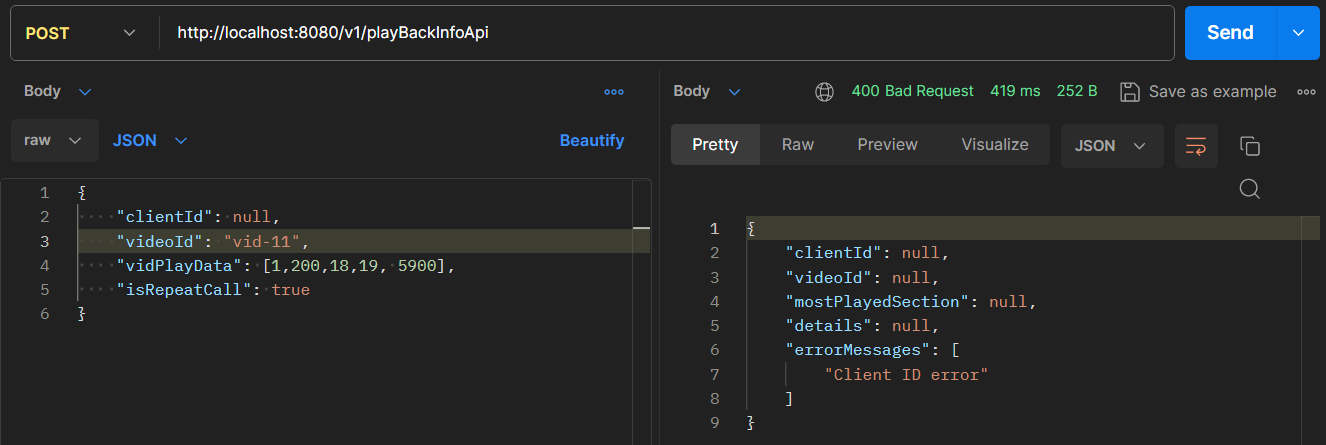 POST http://localhost:8080/v1/playBackInfoApi Send
Body
raw JSON Beautify
1 {
2 "clientId": null,
3 "videoId": "vid-11",
4 "vidPlayData": [1,200,18,19, 5900],
5 "isRepeatCall": true
6 }
Body 400 Bad Request 419 ms 252 B Save as example
Pretty Raw Preview Visualize JSON
1 {
2 "clientId": null,
3 "videoId": null,
4 "mostPlayedSection": null,
5 "details": null,
6 "errorMessages": [
7 "Client ID error"
8 ]
9 }